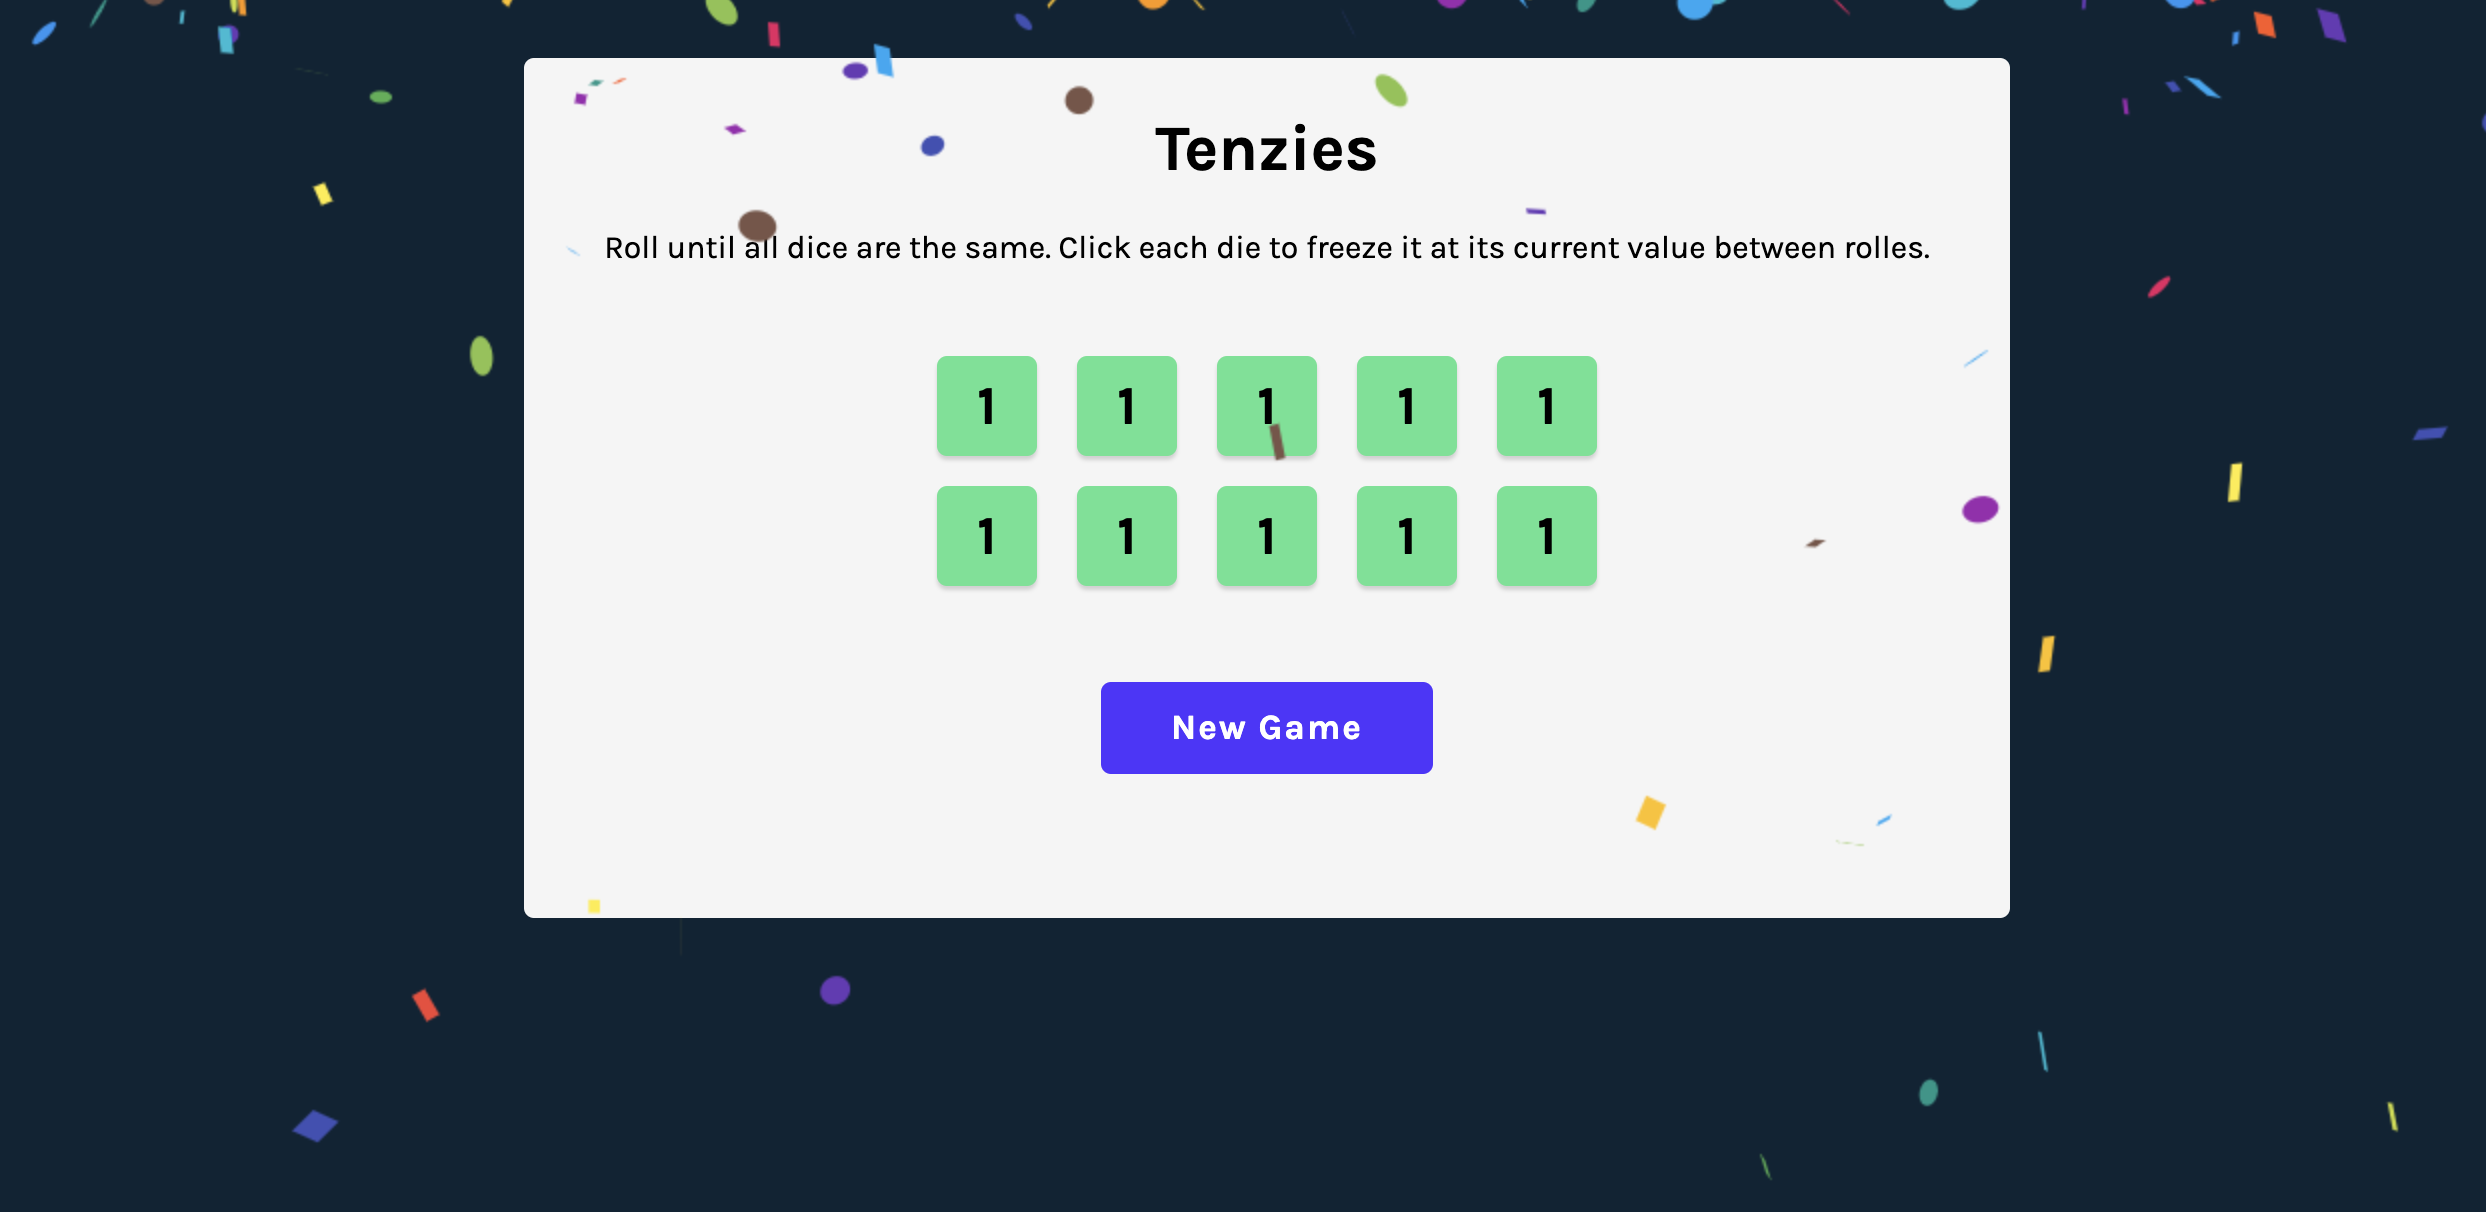 Tenzies
Roll until all dice are the same. Click each die to freeze it at its current value between rolles.
1 1 1 1 1
1 1 1 1 1
New Game